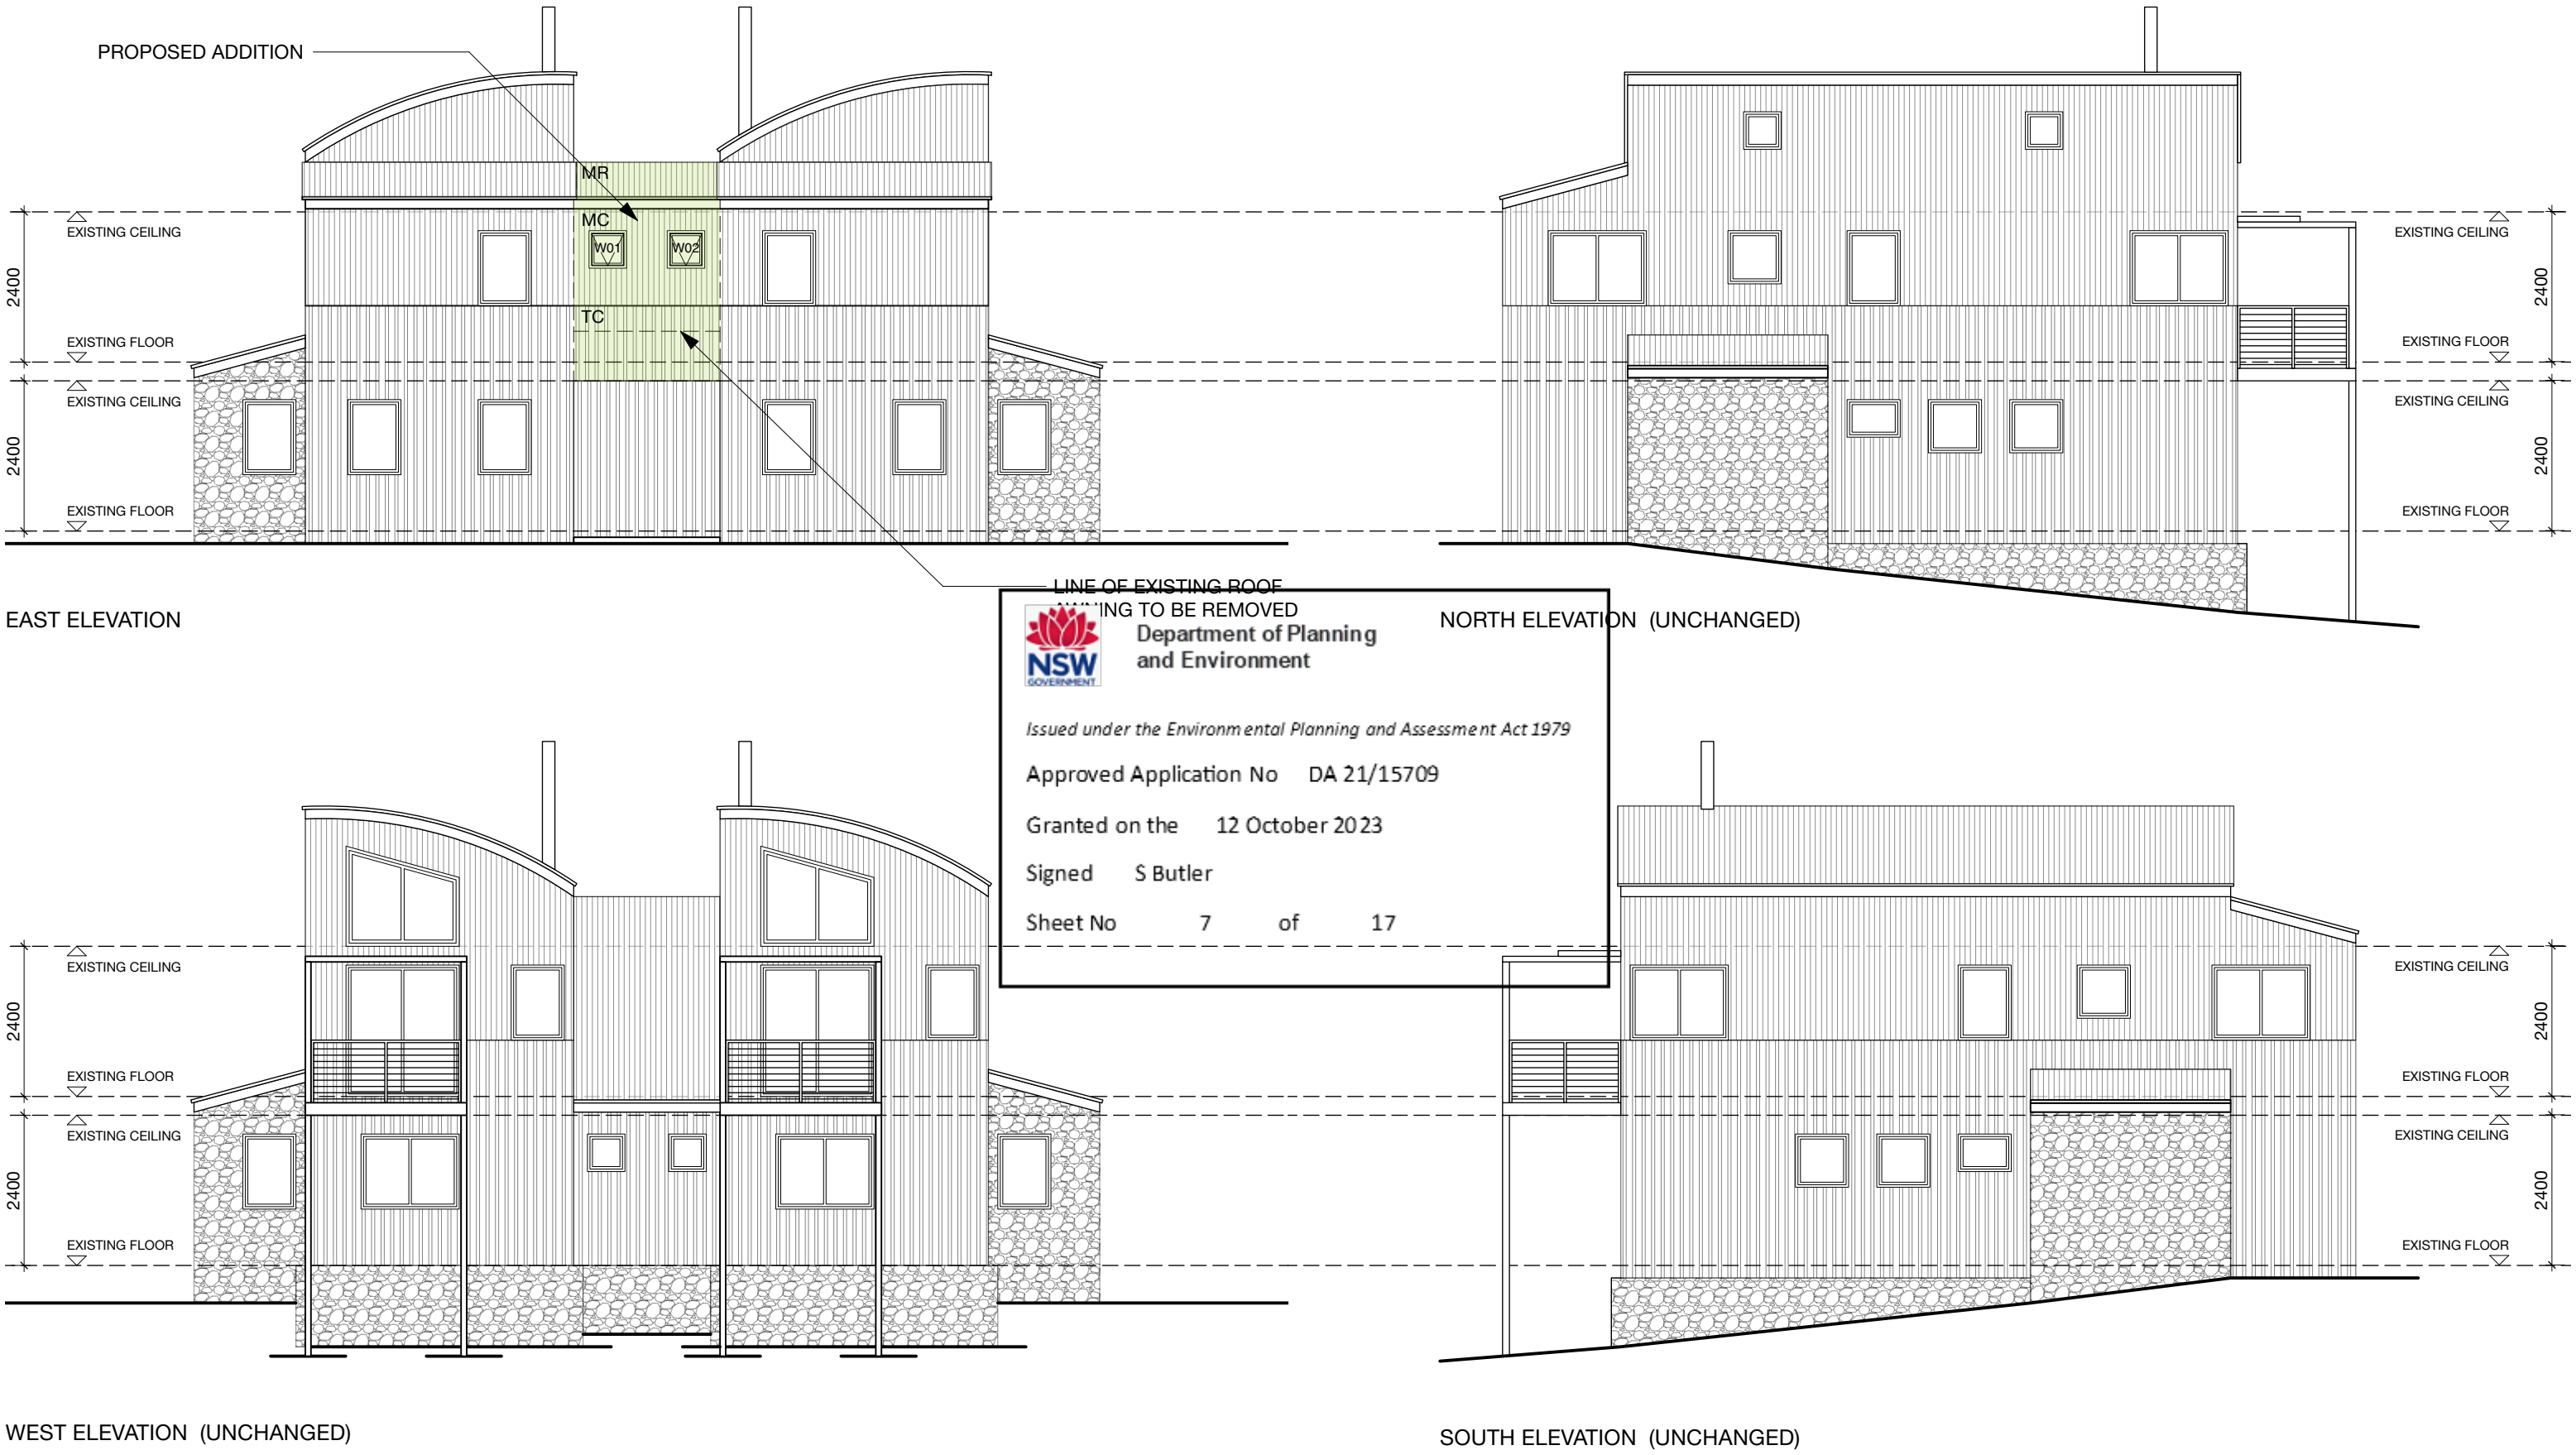 PROPOSED ADDITION
MR
MC
W01
W02
TC
EXISTING CEILING
2400
EXISTING FLOOR
EXISTING CEILING
2400
EXISTING FLOOR
LINE OF EXISTING ROOF
AWNING TO BE REMOVED
EAST ELEVATION
EXISTING CEILING
2400
EXISTING FLOOR
EXISTING CEILING
2400
EXISTING FLOOR
NORTH ELEVATION (UNCHANGED)
NSW
GOVERNMENT
Department of Planning
and Environment
Issued under the Environmental Planning and Assessment Act 1979
Approved Application No DA 21/15709
Granted on the 12 October 2023
Signed S Butler
Sheet No 7 of 17
EXISTING CEILING
2400
EXISTING FLOOR
EXISTING CEILING
2400
EXISTING FLOOR
WEST ELEVATION (UNCHANGED)
EXISTING CEILING
2400
EXISTING FLOOR
EXISTING CEILING
2400
EXISTING FLOOR
SOUTH ELEVATION (UNCHANGED)